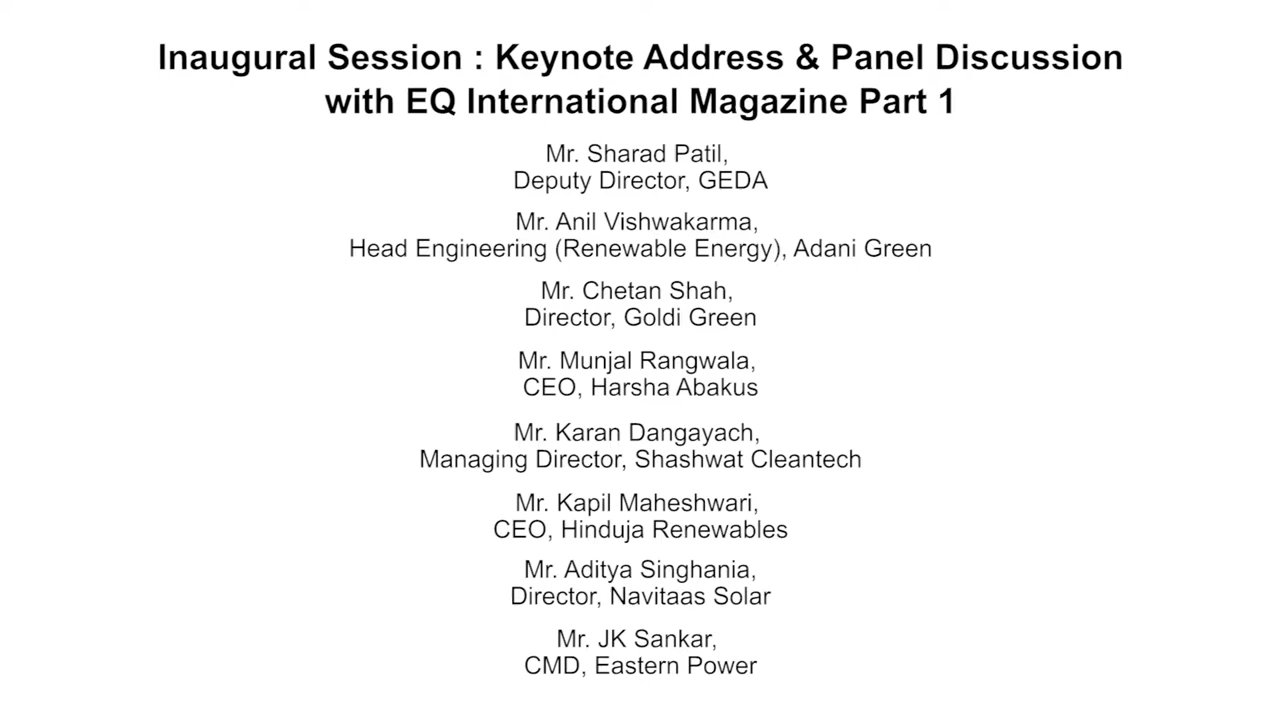 Inaugural Session : Keynote Address & Panel Discussion
with EQ International Magazine Part 1
Mr. Sharad Patil,
Deputy Director, GEDA
Mr. Anil Vishwakarma,
Head Engineering (Renewable Energy), Adani Green
Mr. Chetan Shah,
Director, Goldi Green
Mr. Munjal Rangwala,
CEO, Harsha Abakus
Mr. Karan Dangayach,
Managing Director, Shashwat Cleantech
Mr. Kapil Maheshwari,
CEO, Hinduja Renewables
Mr. Aditya Singhania,
Director, Navitaas Solar
Mr. JK Sankar,
CMD, Eastern Power